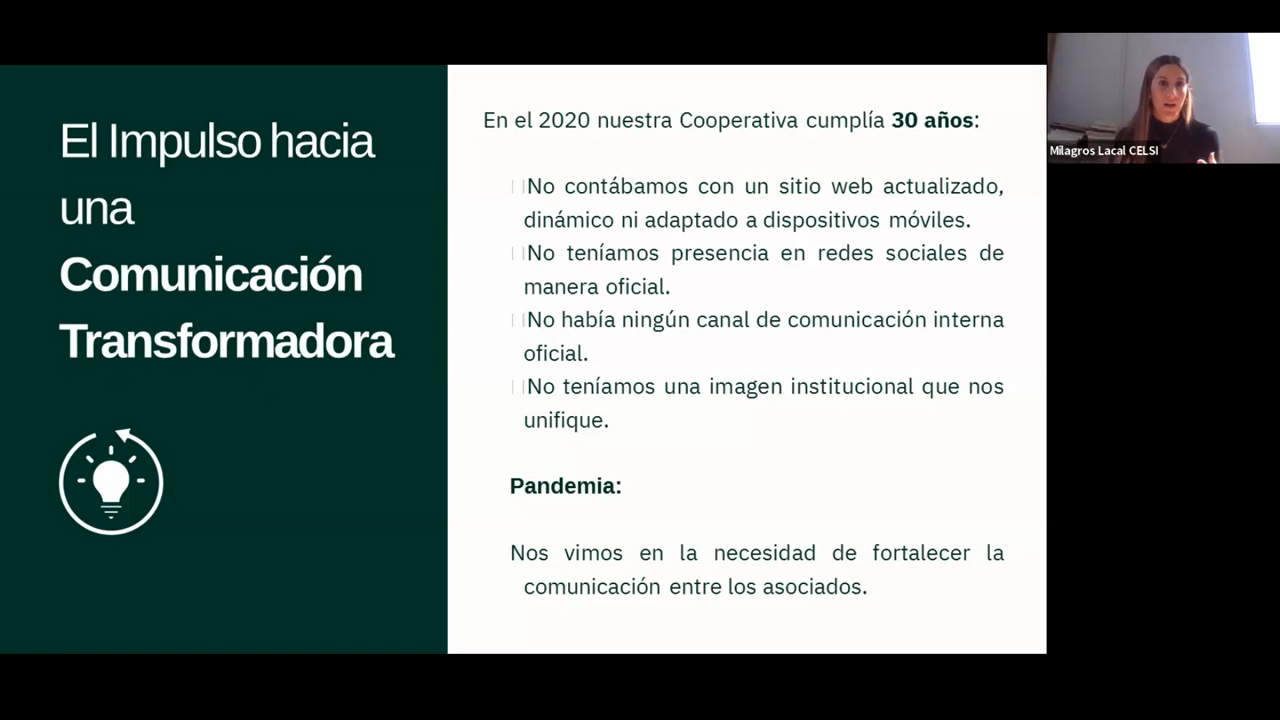 El Impulso hacia
una
Comunicación
Transformadora
En el 2020 nuestra Cooperativa cumplía 30 años:
No contábamos con un sitio web actualizado,
dinámico ni adaptado a dispositivos móviles.
No teníamos presencia en redes sociales de
manera oficial.
No había ningún canal de comunicación interna
oficial.
No teníamos una imagen institucional que nos
unifique.
Pandemia:
Nos vimos en la necesidad de fortalecer la
comunicación entre los asociados.
Milagros Lacal CELSI